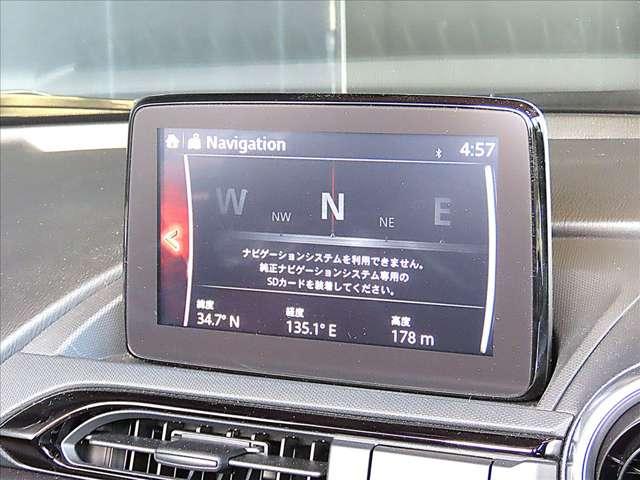 Navigation 4:57
W NW N NE E
ナビゲーションシステムを利用できません。
純正ナビゲーションシステム専用の
SDカードを装着してください。
緯度 経度 高度
34.7° N 135.1° E 178 m